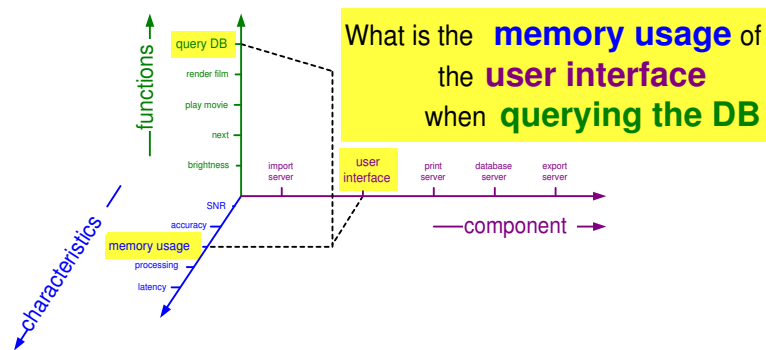 What is the memory usage of
the user interface
when querying the DB
functions
query DB
render film
play movie
next
brightness
import
server
user
interface
print
server
database
server
export
server
component
SNR
accuracy
memory usage
processing
latency
characteristics